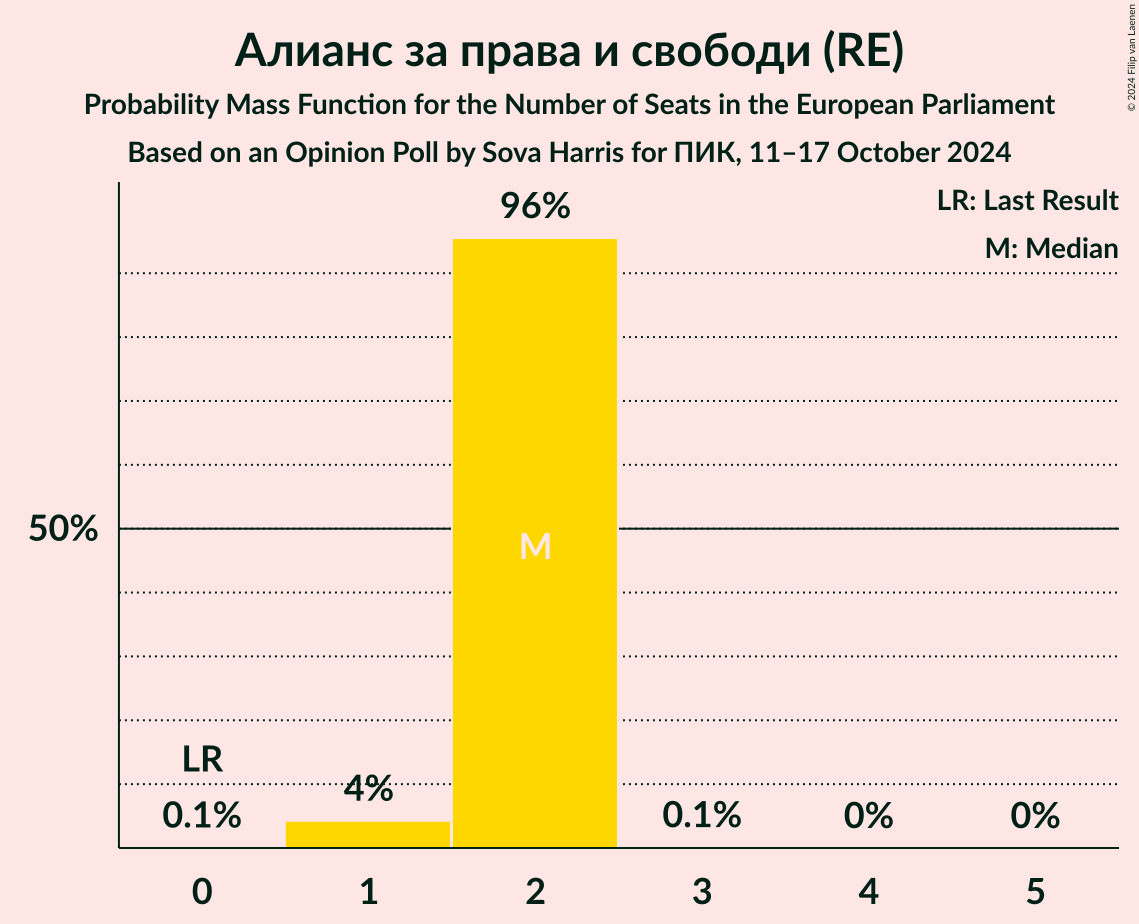 Алианс за права и свободи (RE)
Probability Mass Function for the Number of Seats in the European Parliament
Based on an Opinion Poll by Sova Harris for ПИК, 11–17 October 2024
© 2024 Filip van Laenen
LR: Last Result
M: Median
96%
50%
M
LR
0.1%
4%
0.1%
0%
0%
0 1 2 3 4 5